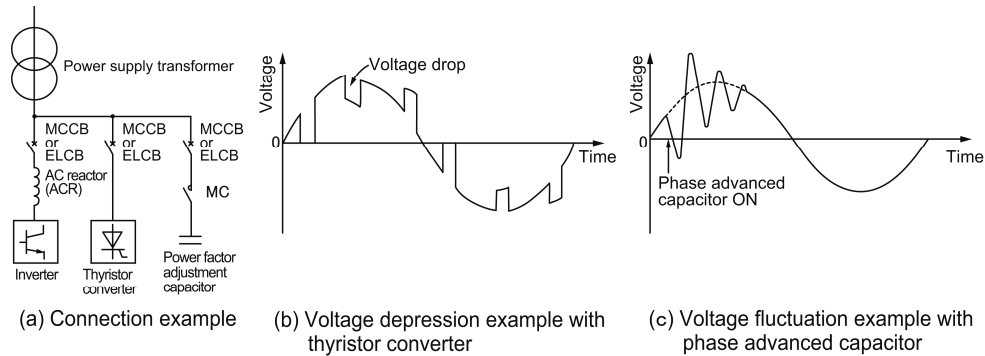 Power supply transformer
MCCB
or
ELCB
MCCB
or
ELCB
MCCB
or
ELCB
AC reactor
(ACR)
MC
Inverter
Thyristor
converter
Power factor
adjustment
capacitor
(a) Connection example
Voltage
Voltage drop
0
Time
(b) Voltage depression example with
thyristor converter
Voltage
0
Time
Phase advanced
capacitor ON
(c) Voltage fluctuation example with
phase advanced capacitor